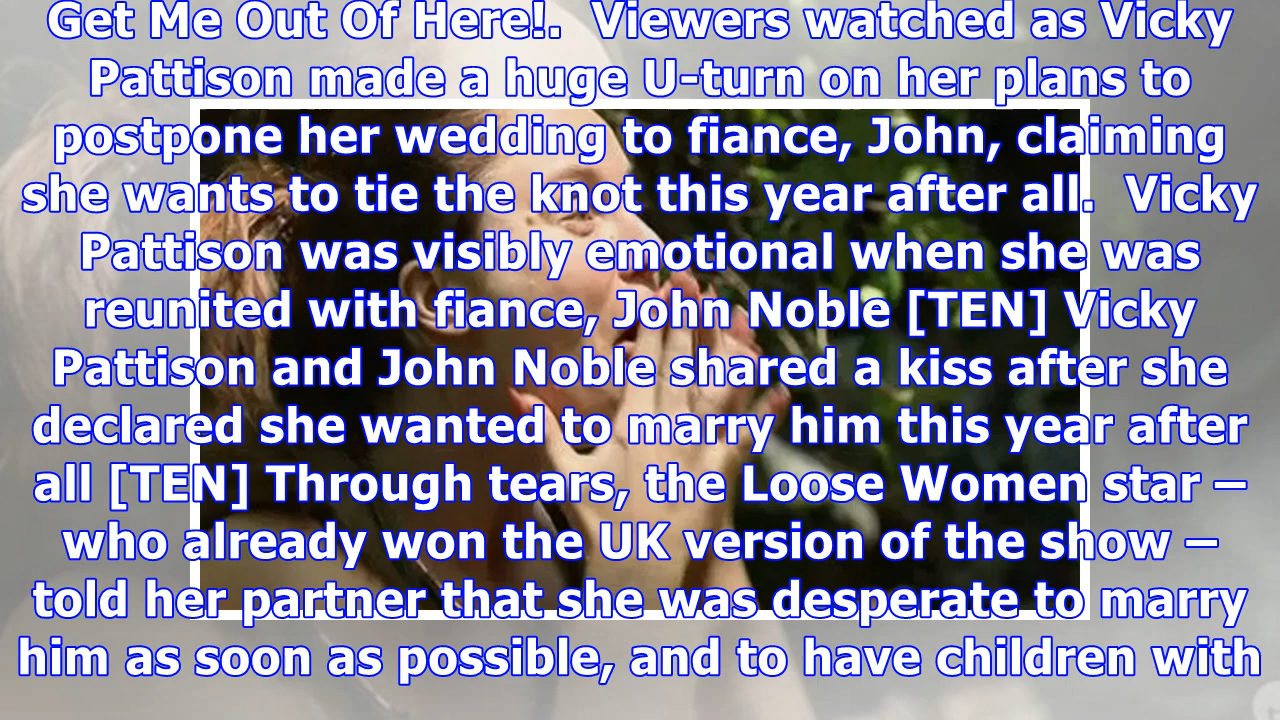 Get Me Out Of Here!.  Viewers watched as Vicky
Pattison made a huge U-turn on her plans to
postpone her wedding to fiance, John, claiming
she wants to tie the knot this year after all.  Vicky
Pattison was visibly emotional when she was
reunited with fiance, John Noble [TEN] Vicky
Pattison and John Noble shared a kiss after she
declared she wanted to marry him this year after
all [TEN] Through tears, the Loose Women star –
who already won the UK version of the show –
told her partner that she was desperate to marry
him as soon as possible, and to have children with